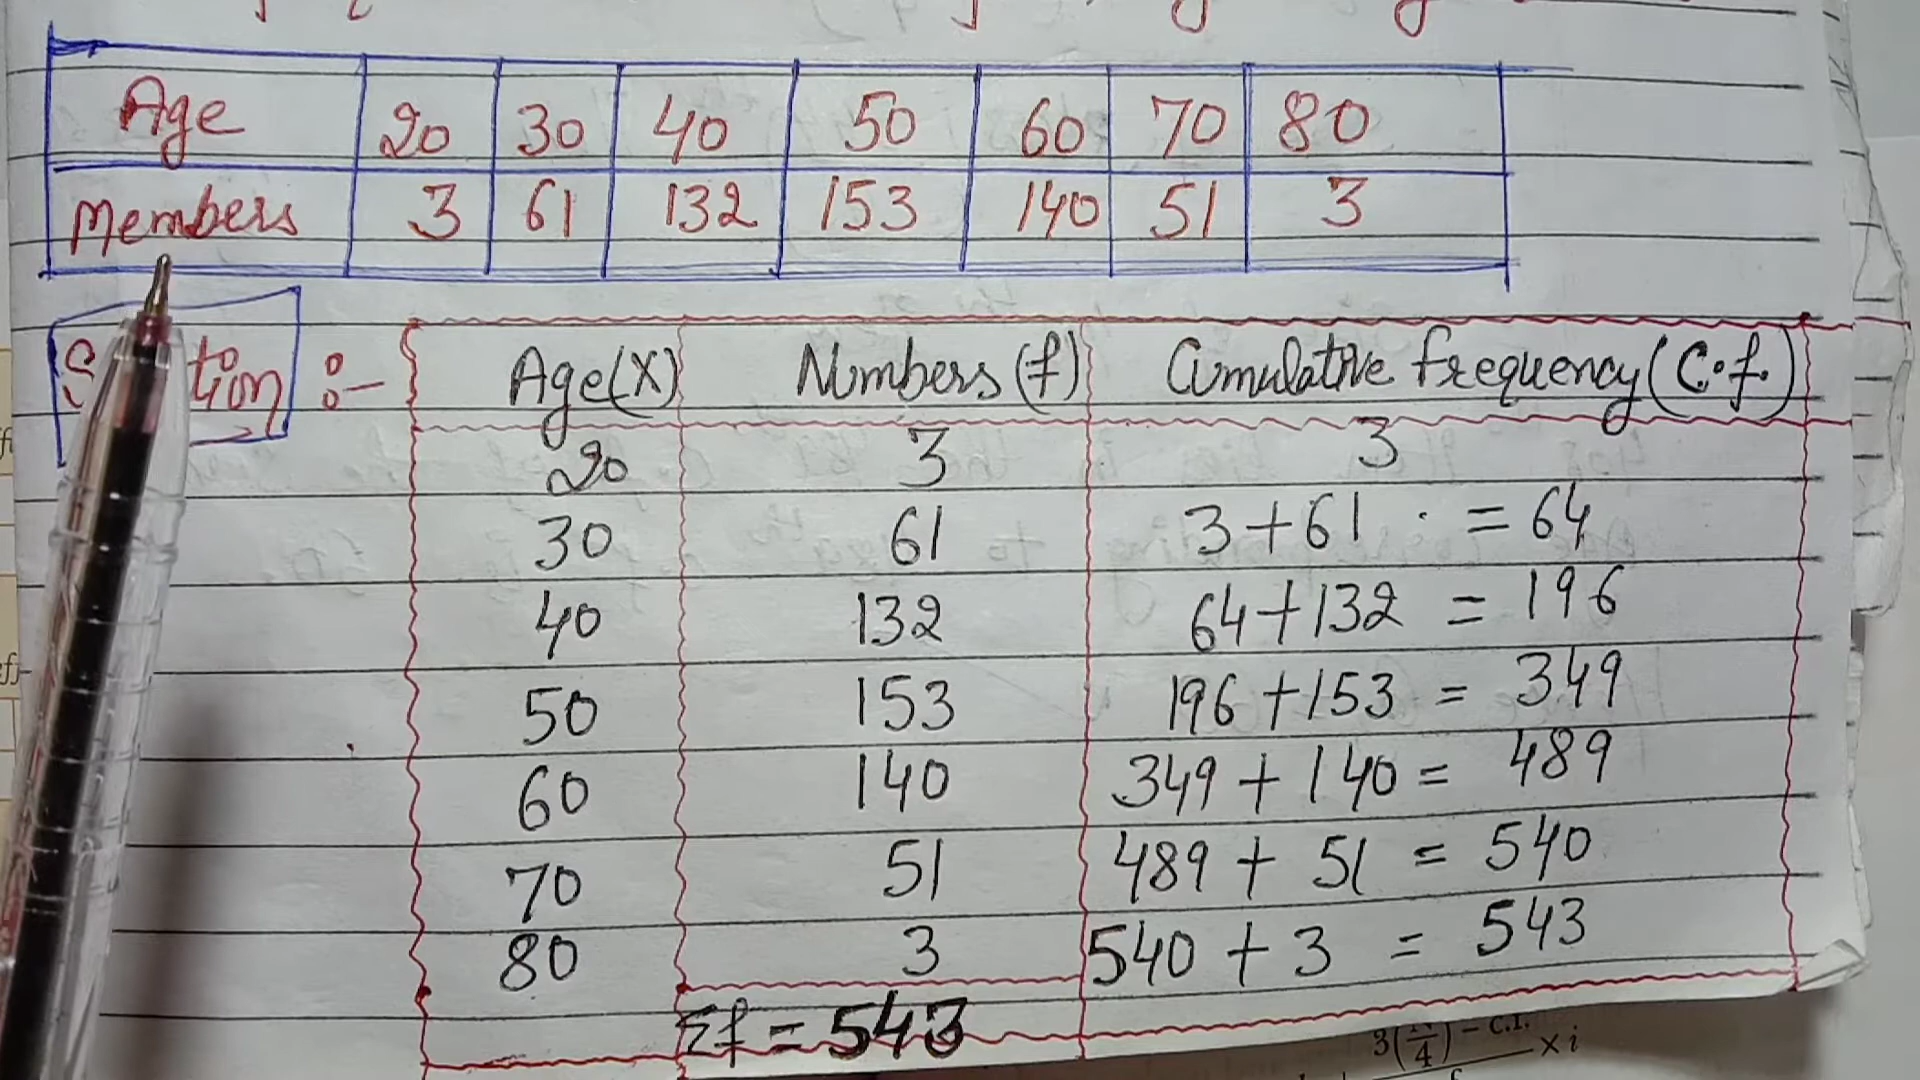 Age 20 30 40 50 60 70 80
Members 3 61 132 153 140 51 3
:-
Age(X) Numbers (f) Cumulative frequency (C.f.)
20 3 3
30 61 3+61 = 64
40 132 64+132 = 196
50 153 196+153 = 349
60 140 349+140 = 489
70 51 489+51 = 540
80 3 540+3 = 543
Σf = 543